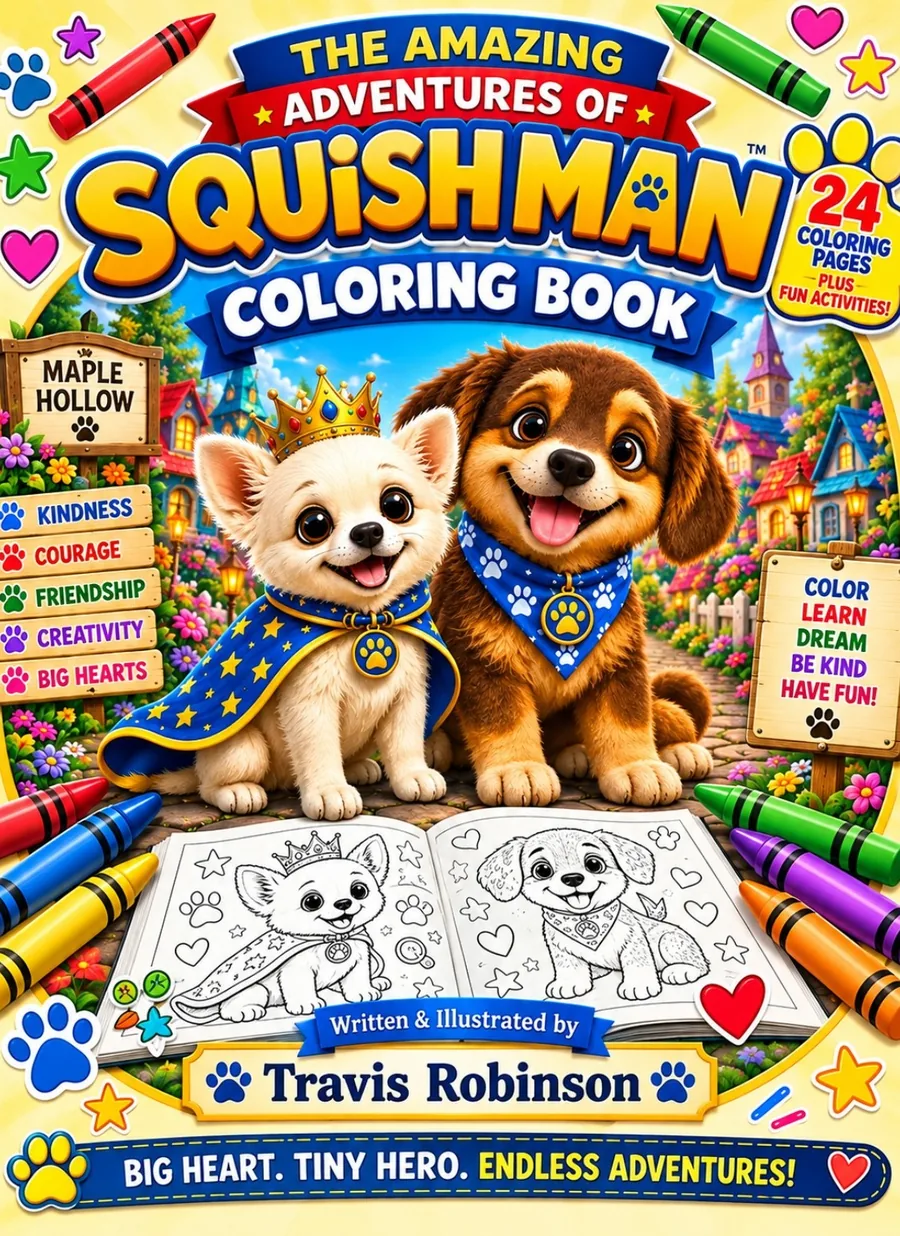 THE AMAZING
ADVENTURES OF
SQUiSHMAN™
COLORING BOOK
24
COLORING
PAGES
PLUS
FUN ACTIVITIES!
MAPLE
HOLLOW
KINDNESS
COURAGE
FRIENDSHIP
CREATIVITY
BIG HEARTS
COLOR
LEARN
DREAM
BE KIND
HAVE FUN!
Written & Illustrated by
Travis Robinson
BIG HEART. TINY HERO. ENDLESS ADVENTURES!